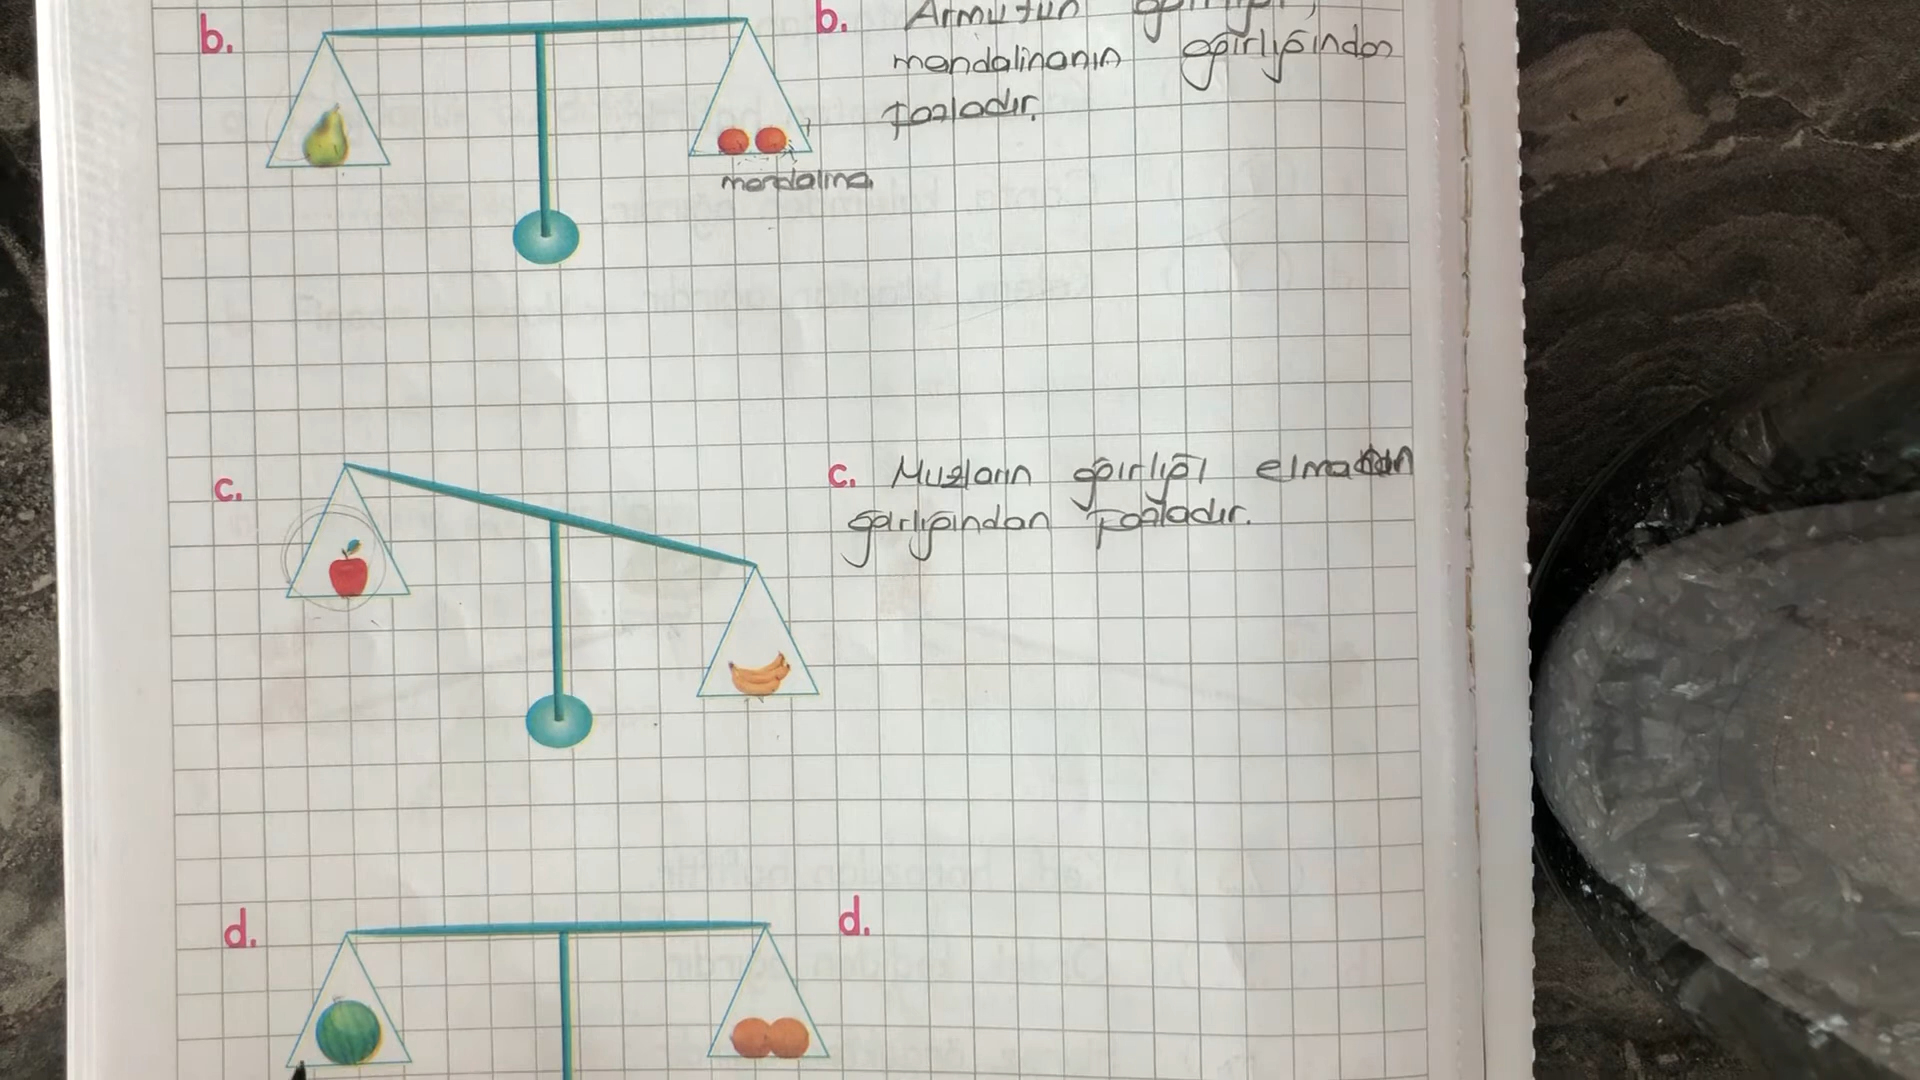 b.
b. Armutun ağırlığı,
mandalinanın ağırlığından
fazladır.
mandalina
c.
c. Muzların ağırlığı elmanın
ağırlığından fazladır.
d.
d.